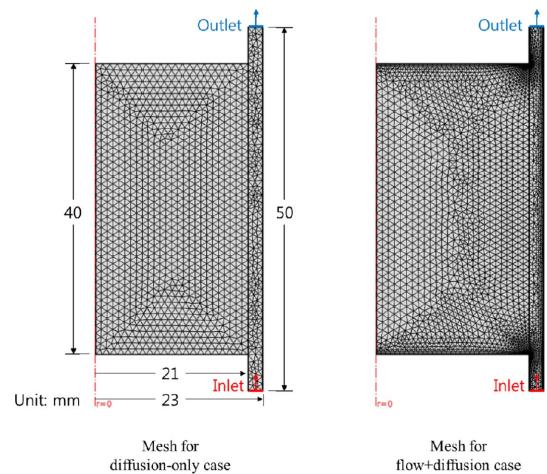 Outlet
Outlet
40
50
21
Inlet
Inlet
Unit: mm
r=0
23
r=0
Mesh for
diffusion-only case
Mesh for
flow+diffusion case